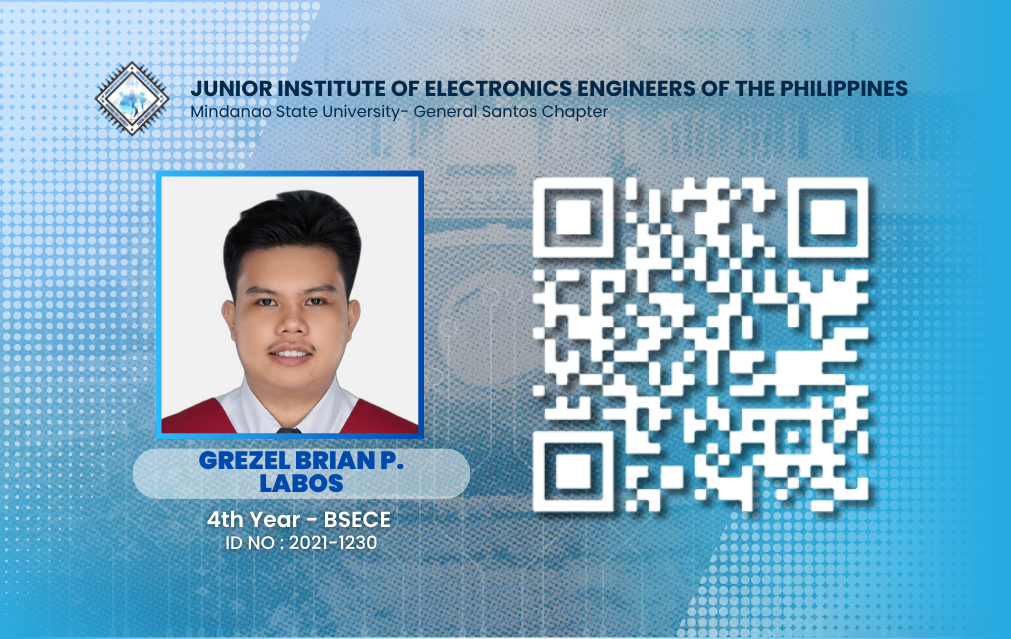 JUNIOR INSTITUTE OF ELECTRONICS ENGINEERS OF THE PHILIPPINES
Mindanao State University- General Santos Chapter
GREZEL BRIAN P.
LABOS
4th Year - BSECE
ID NO : 2021-1230